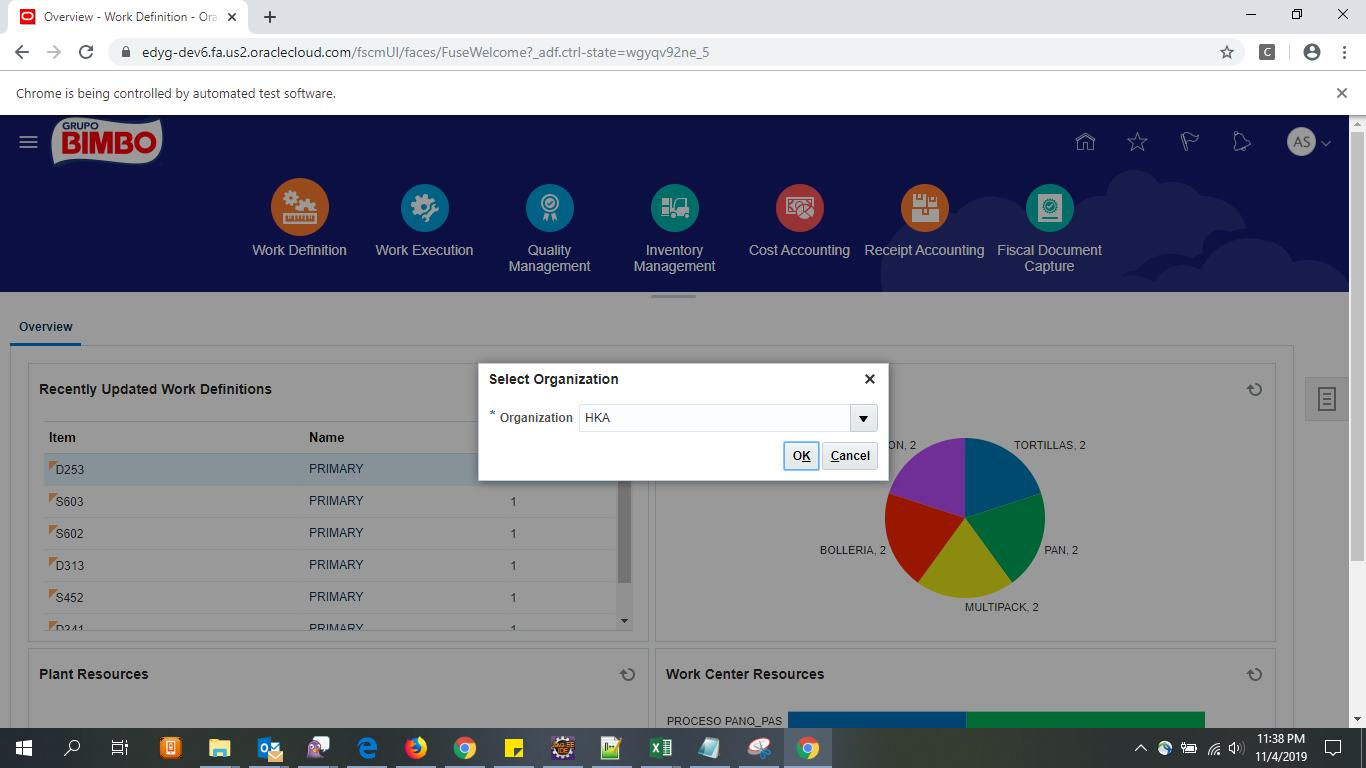 Overview - Work Definition - Ora
edyg-dev6.fa.us2.oraclecloud.com/fscmUI/faces/FuseWelcome?_adf.ctrl-state=wgyqv92ne_5
C
Chrome is being controlled by automated test software.
GRUPO
BIMBO
AS
Work Definition
Work Execution
Quality
Management
Inventory
Management
Cost Accounting
Receipt Accounting
Fiscal Document
Capture
Overview
Recently Updated Work Definitions
Item Name
D253 PRIMARY
S603 PRIMARY 1
S602 PRIMARY 1
D313 PRIMARY 1
S452 PRIMARY 1
D341 PRIMARY 1
Select Organization
* Organization HKA
OK Cancel
ON, 2
TORTILLAS, 2
BOLLERIA, 2
PAN, 2
MULTIPACK, 2
Plant Resources
Work Center Resources
PROCESO PANQ_PAS
11:38 PM
11/4/2019